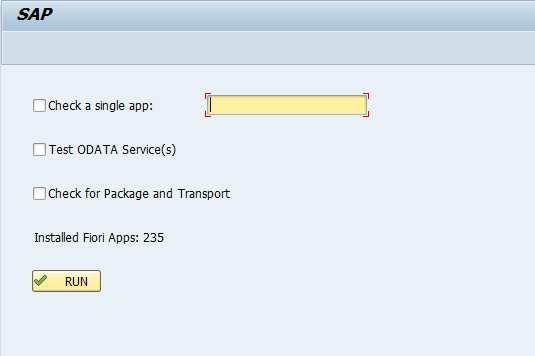 SAP
Check a single app:
Test ODATA Service(s)
Check for Package and Transport
Installed Fiori Apps: 235
RUN